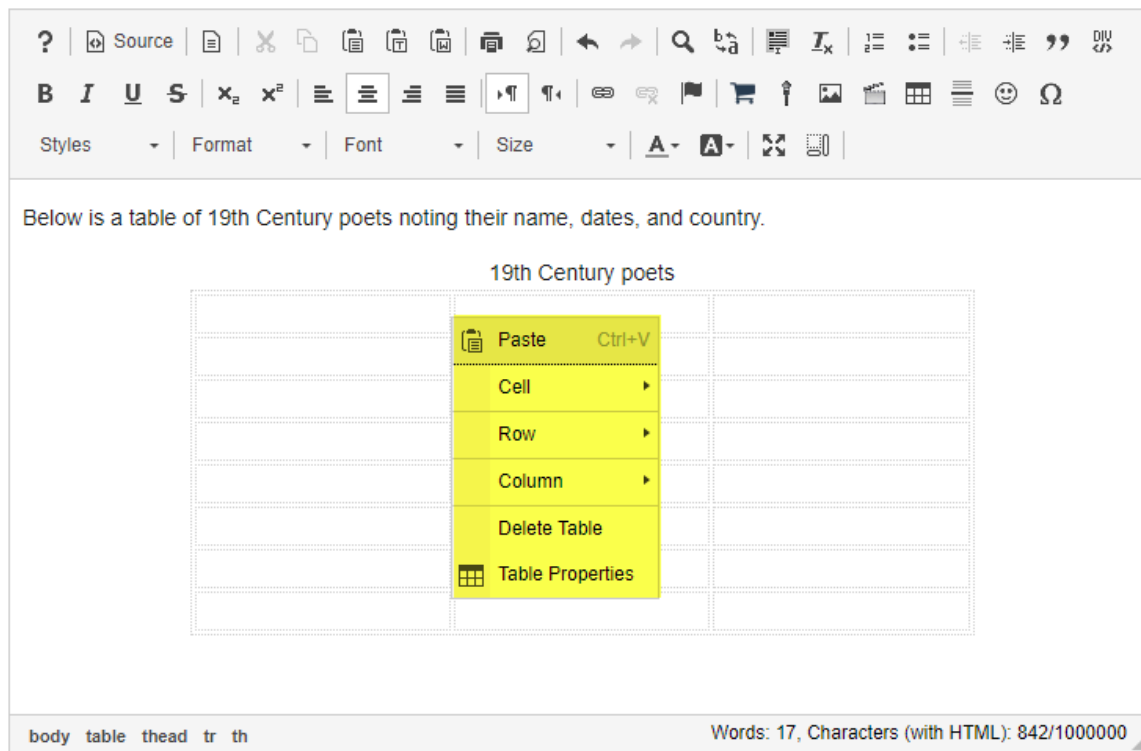 ? Source
B I U S x₂ x²
Styles Format Font Size A A
Below is a table of 19th Century poets noting their name, dates, and country.
19th Century poets
Paste Ctrl+V
Cell
Row
Column
Delete Table
Table Properties
body table thead tr th Words: 17, Characters (with HTML): 842/1000000